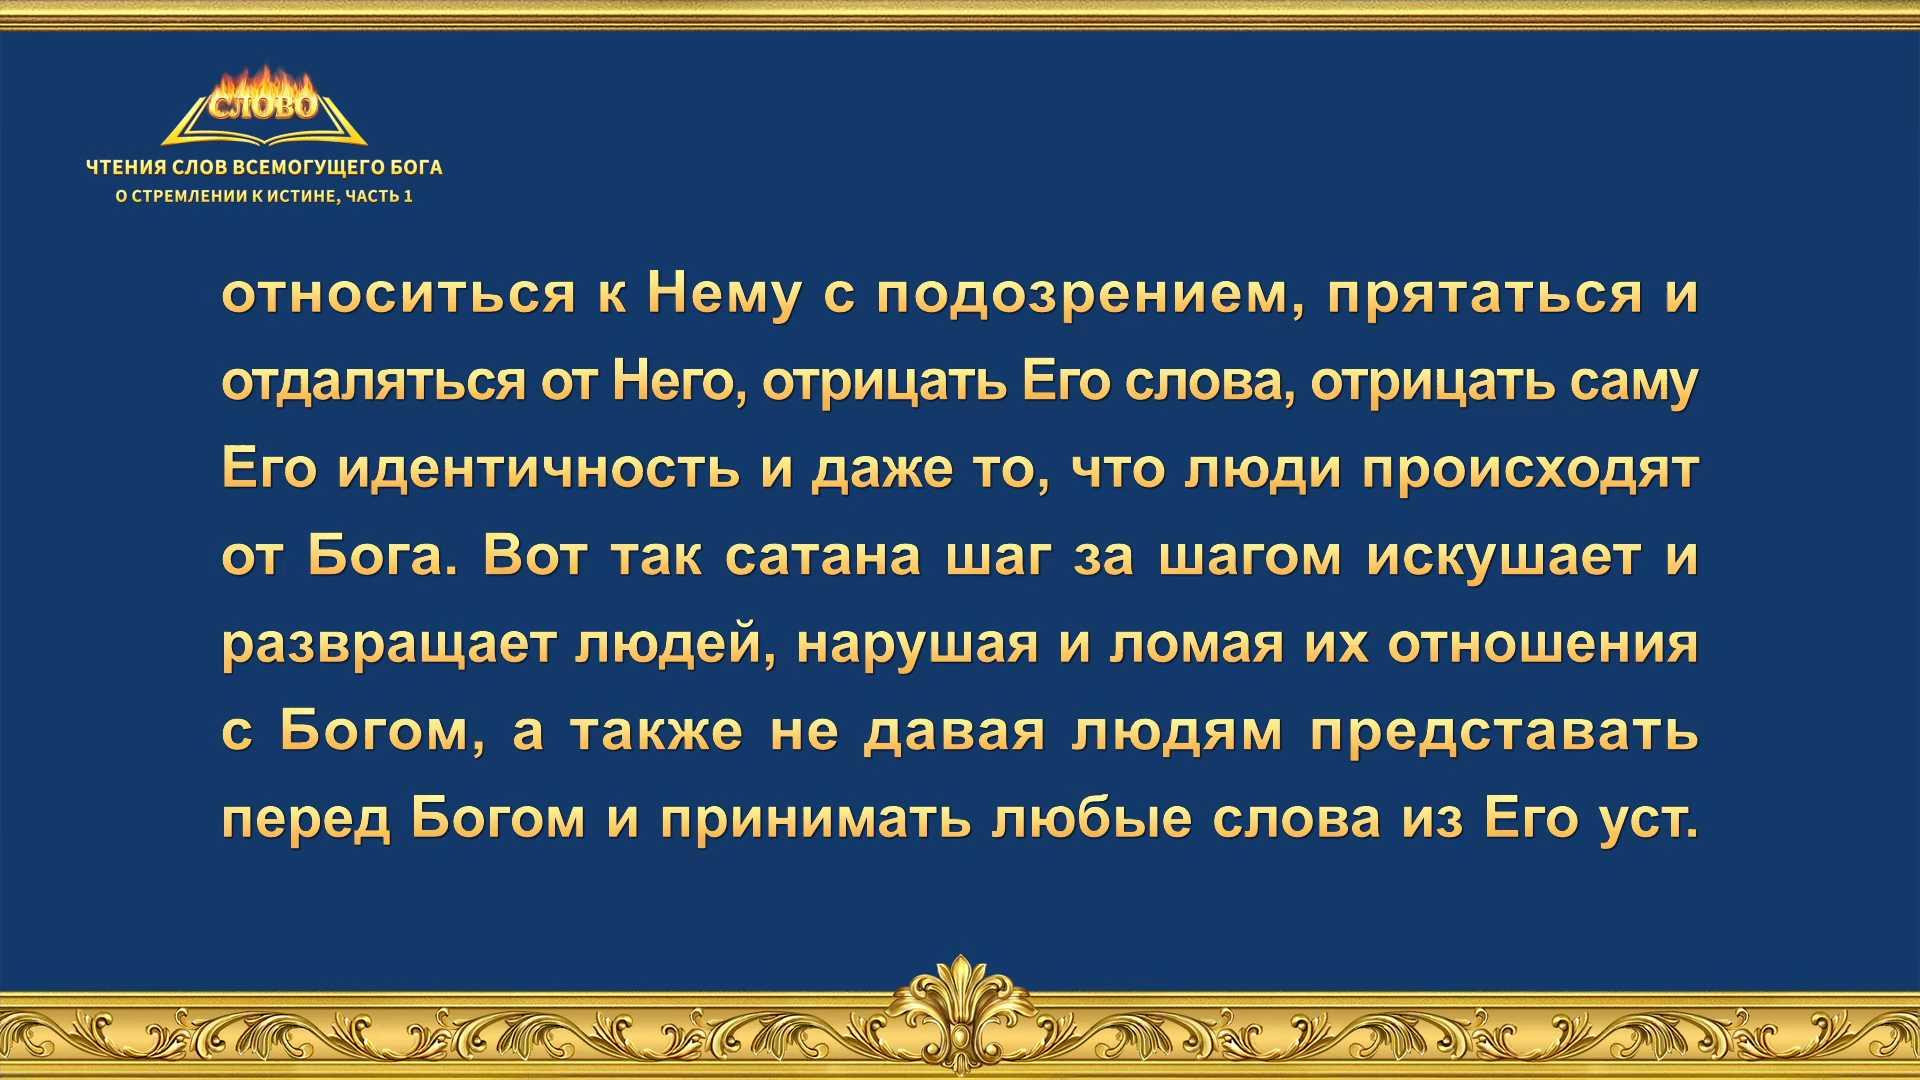 СЛОВО
ЧТЕНИЯ СЛОВ ВСЕМОГУЩЕГО БОГА
О СТРЕМЛЕНИИ К ИСТИНЕ, ЧАСТЬ 1
относиться к Нему с подозрением, прятаться и
отдаляться от Него, отрицать Его слова, отрицать саму
Его идентичность и даже то, что люди происходят
от Бога. Вот так сатана шаг за шагом искушает и
развращает людей, нарушая и ломая их отношения
с Богом, а также не давая людям представать
перед Богом и принимать любые слова из Его уст.